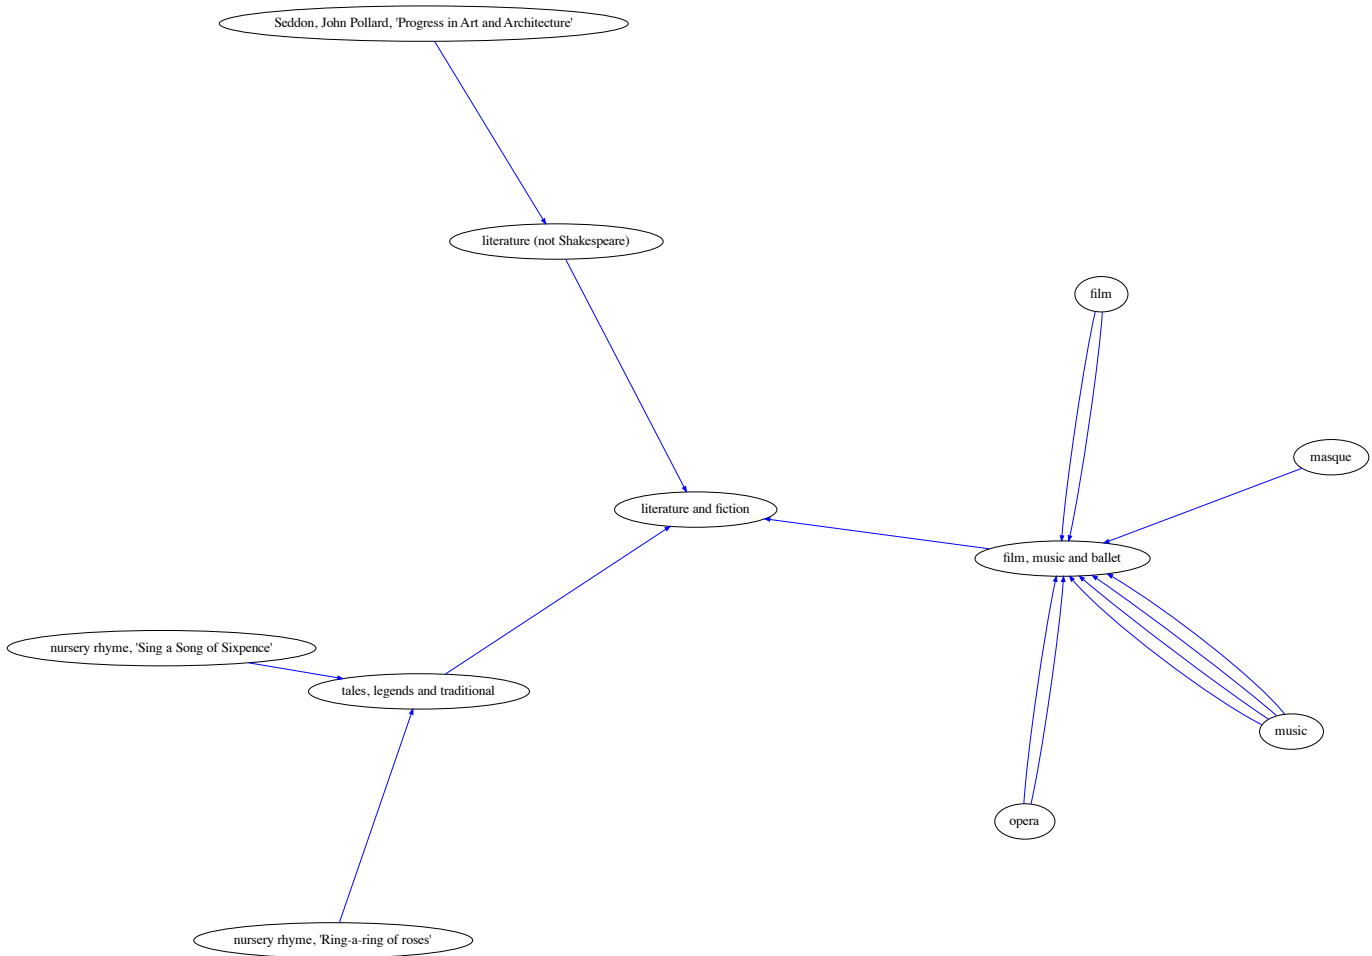 Seddon, John Pollard, 'Progress in Art and Architecture'
literature (not Shakespeare)
film
masque
literature and fiction
film, music and ballet
nursery rhyme, 'Sing a Song of Sixpence'
tales, legends and traditional
music
opera
nursery rhyme, 'Ring-a-ring of roses'